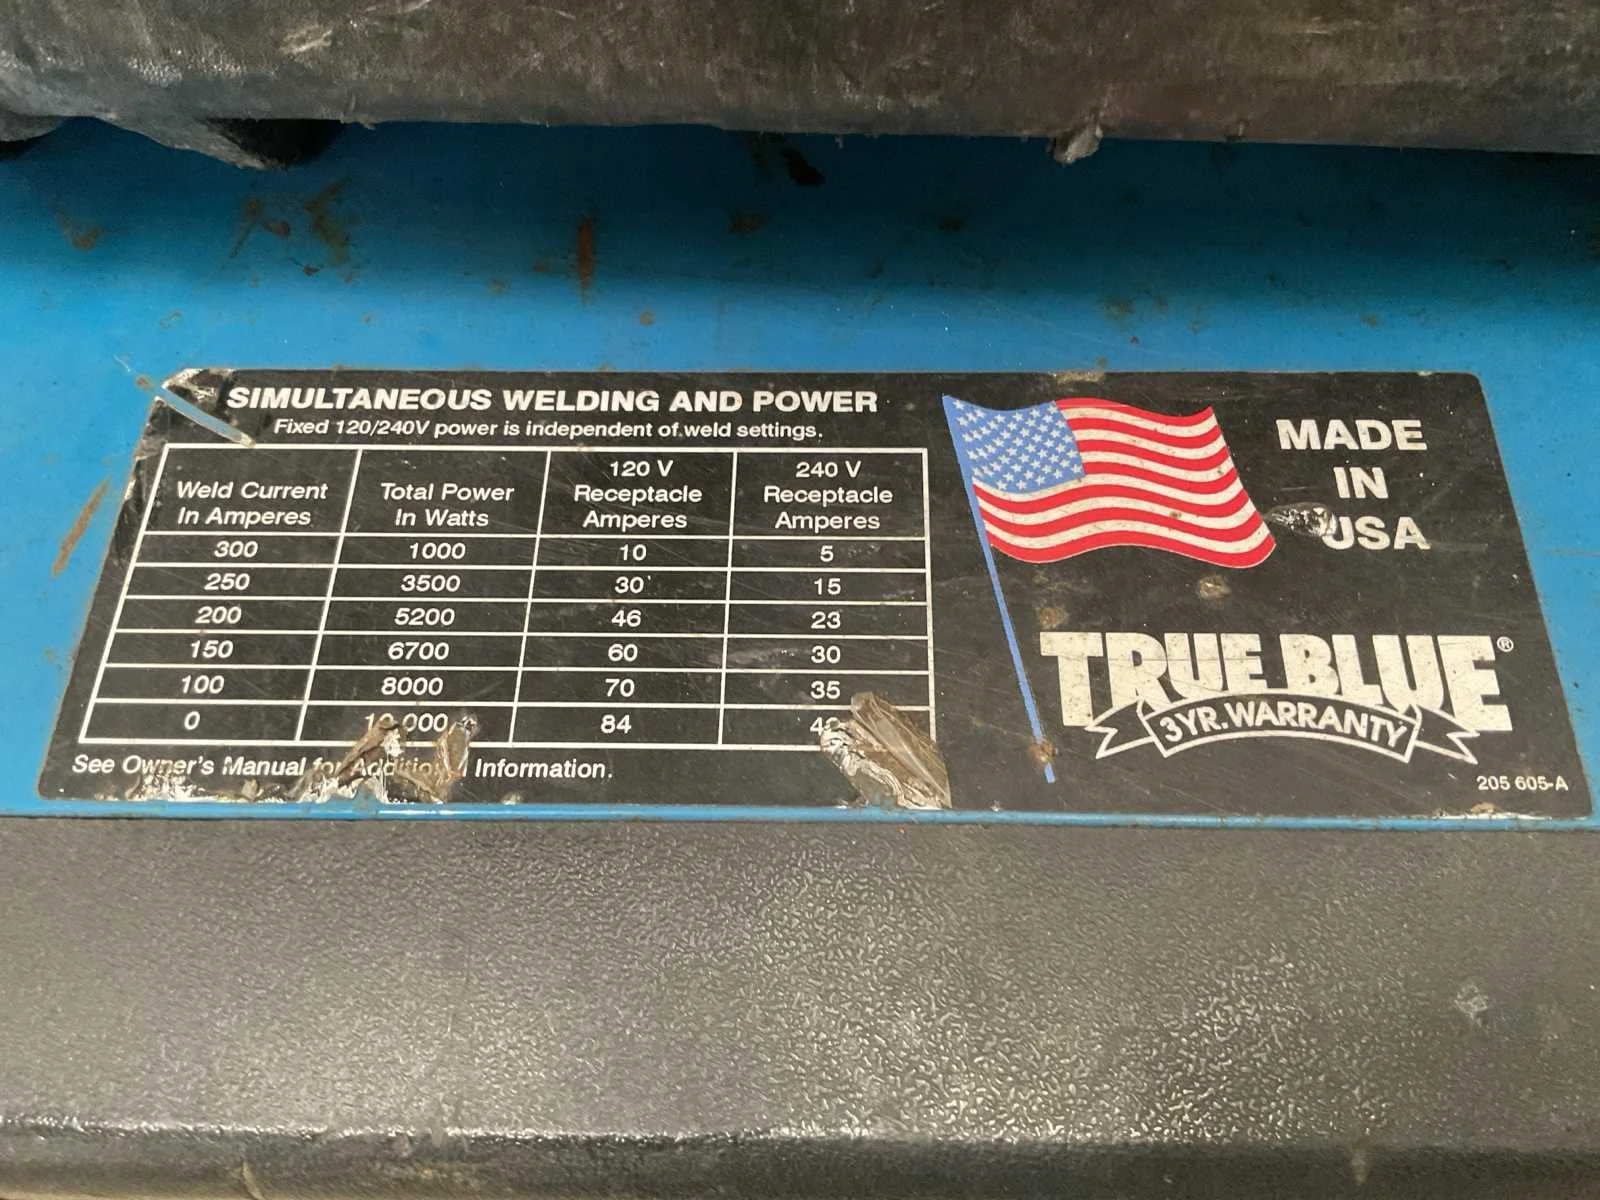 SIMULTANEOUS WELDING AND POWER
Fixed 120/240V power is independent of weld settings.
Weld Current In Amperes Total Power In Watts 120 V Receptacle Amperes 240 V Receptacle Amperes
300 1000 10 5
250 3500 30 15
200 5200 46 23
150 6700 60 30
100 8000 70 35
0 10,000 84
See Owner's Manual for Additional Information.
MADE
IN
USA
TRUE BLUE®
3YR. WARRANTY
205 605-A